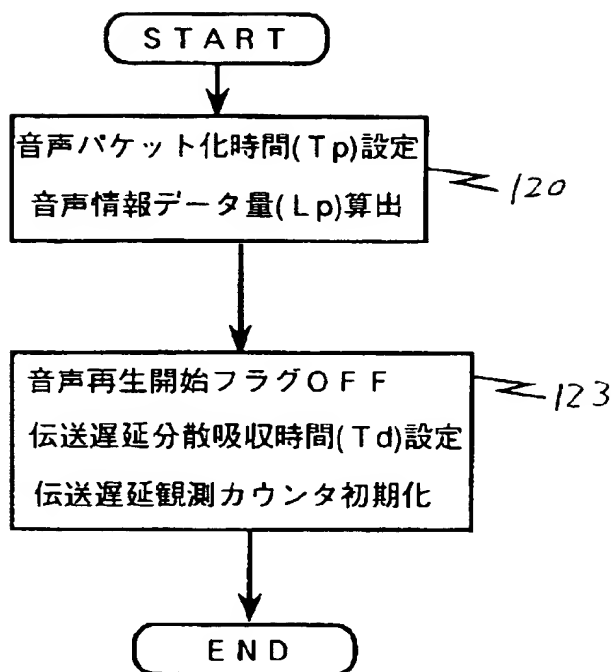 START
音声パケット化時間(Tp)設定
音声情報データ量(Lp)算出
120
音声再生開始フラグOFF
123
伝送遅延分散吸収時間(Td)設定
伝送遅延観測カウンタ初期化
END